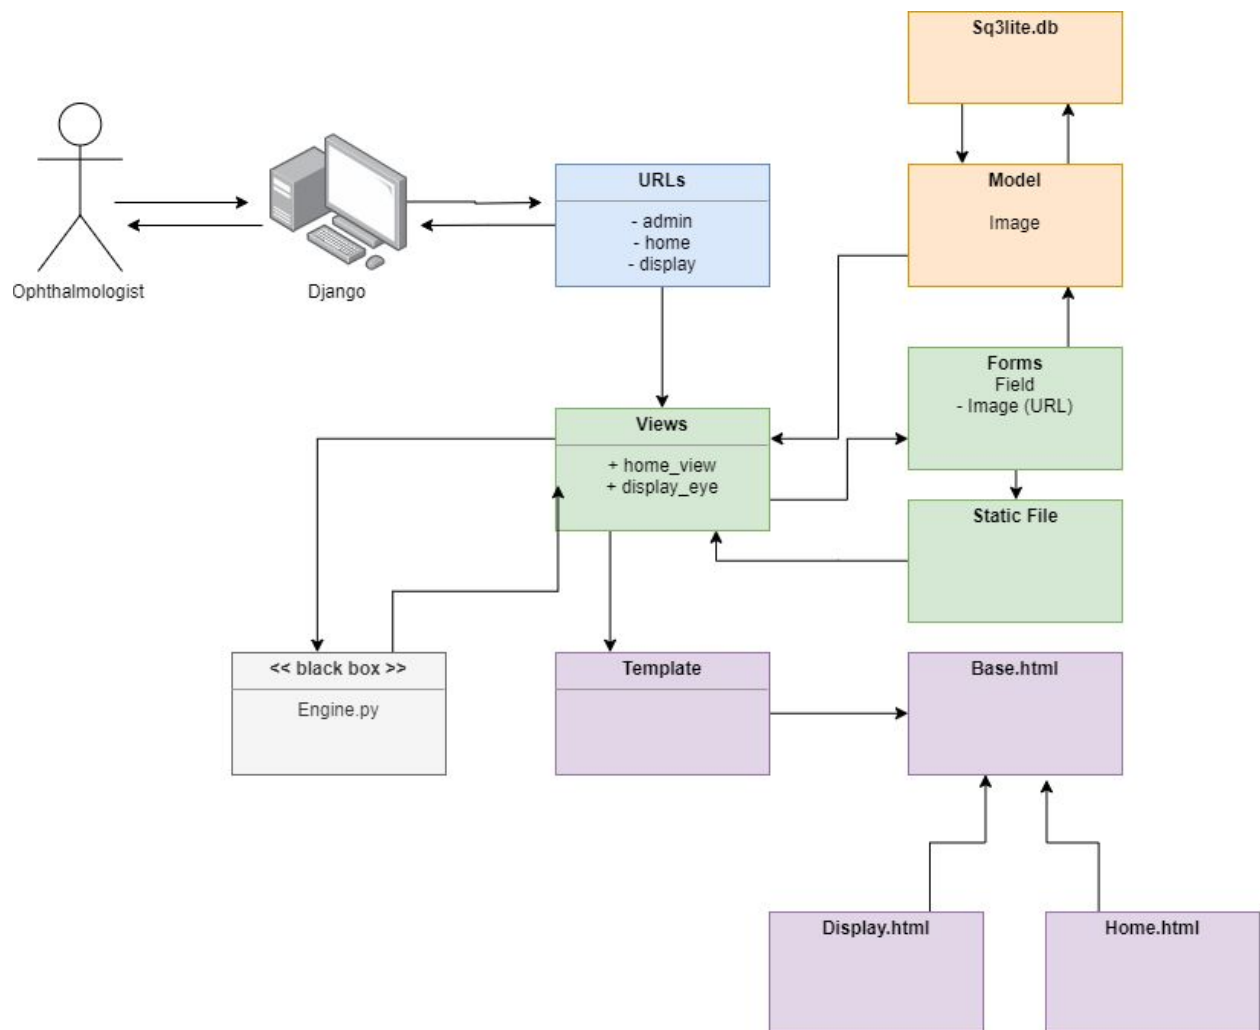 Sq3lite.db
Model
Image
URLs
- admin
- home
- display
Ophthalmologist
Django
Forms
Field
- Image (URL)
Views
+ home_view
+ display_eye
Static File
<< black box >>
Engine.py
Template
Base.html
Display.html
Home.html